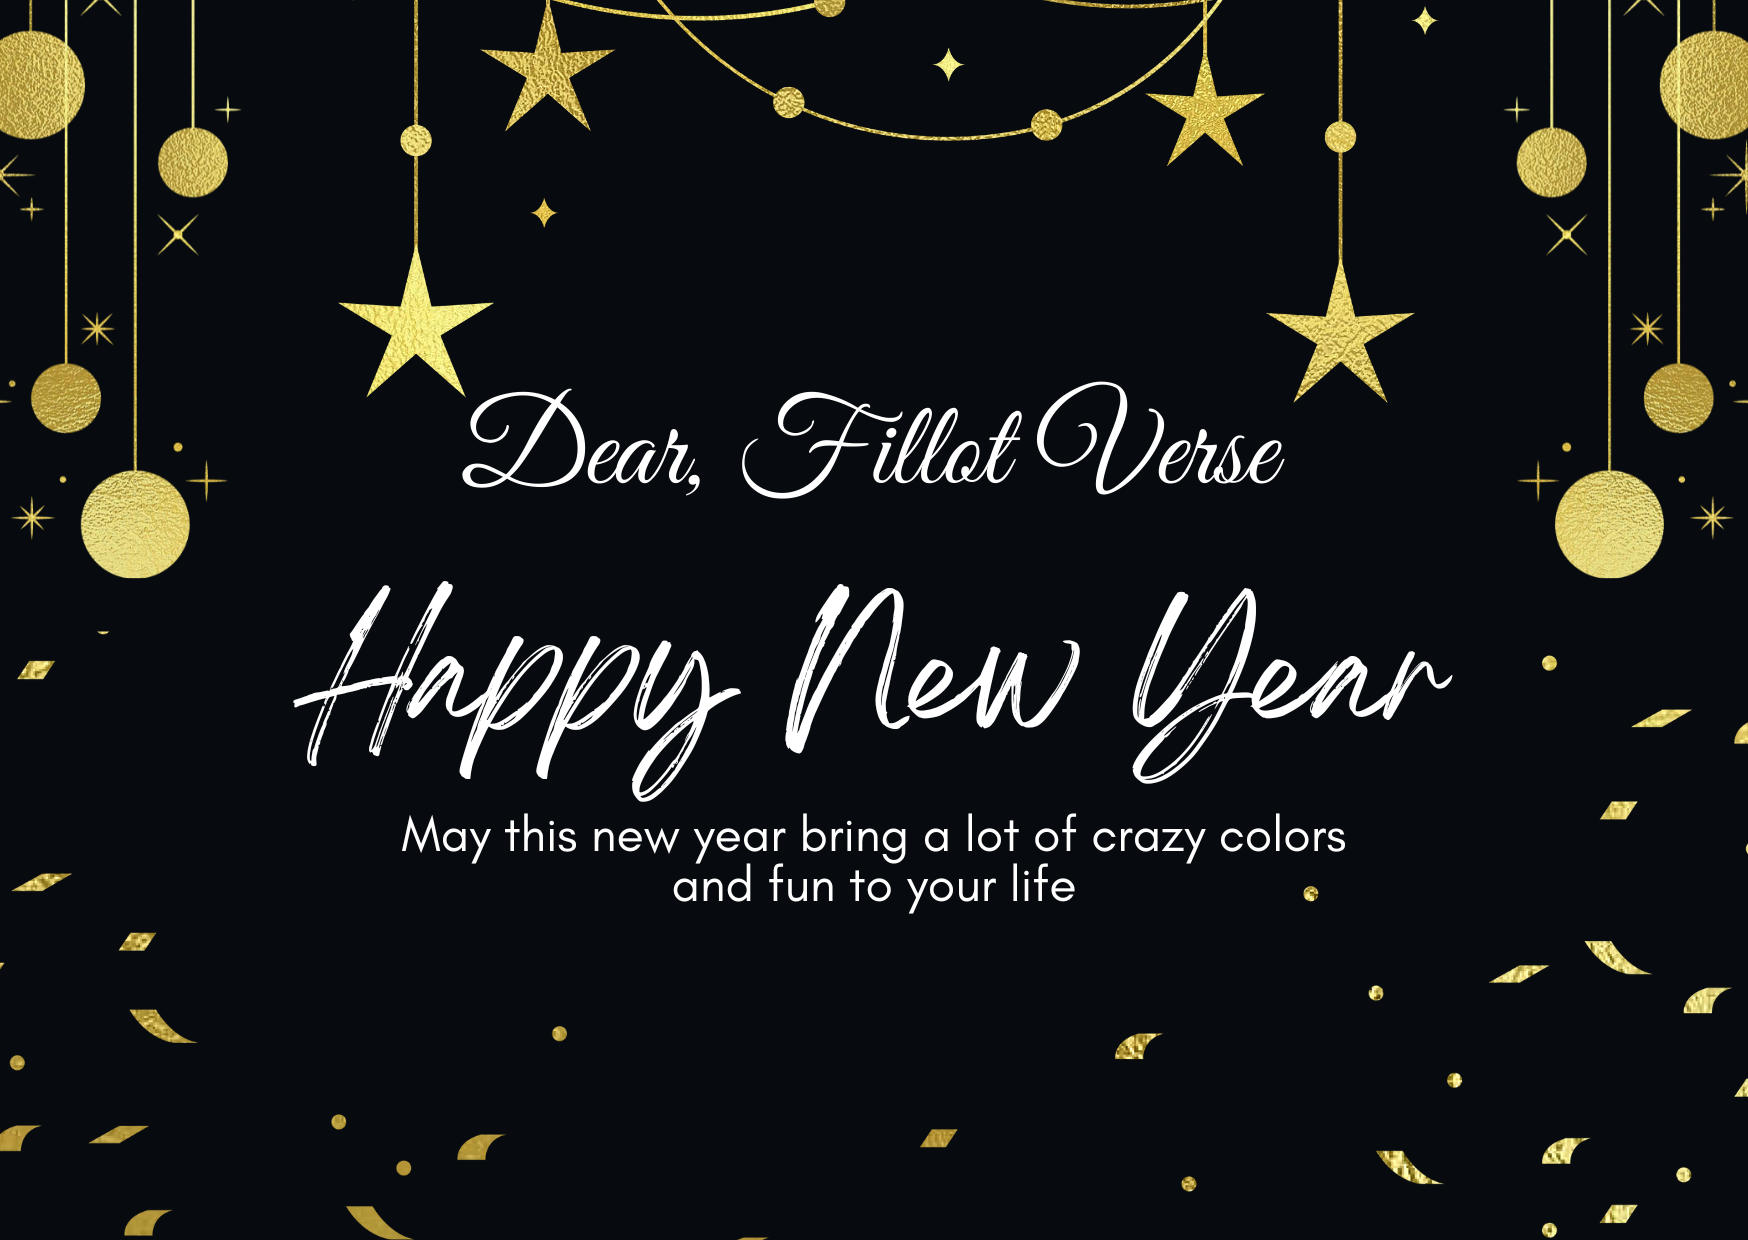 Dear, Fillot Verse
Happy New Year
May this new year bring a lot of crazy colors
and fun to your life